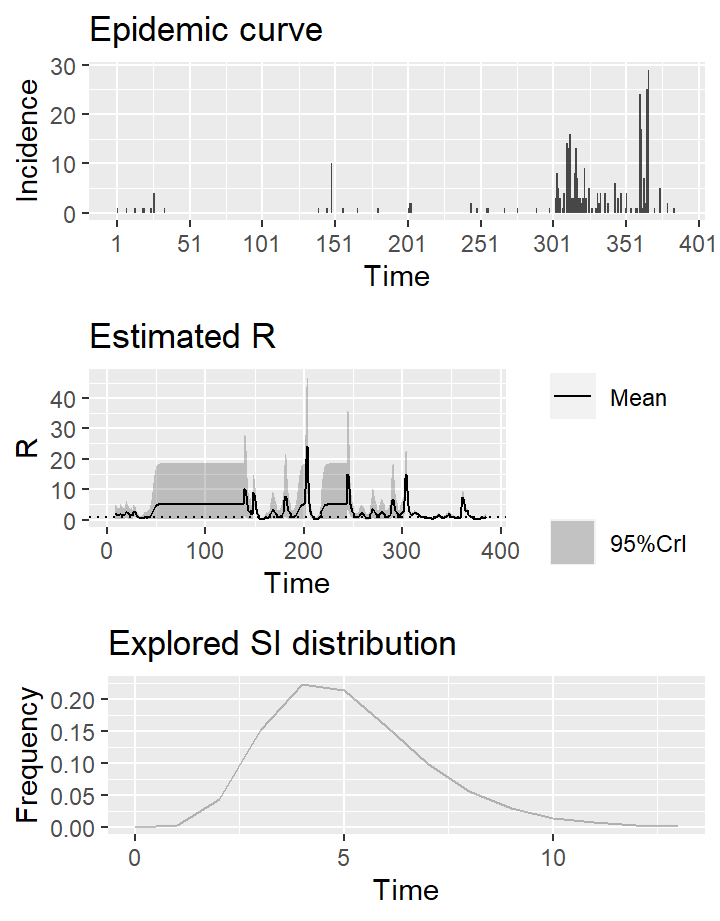 Epidemic curve
30
20
10
0
Incidence
1 51 101 151 201 251 301 351 401
Time
Estimated R
40
30
20
10
0
R
0 100 200 300 400
Time
Mean
95%CrI
Explored SI distribution
0.20
0.15
0.10
0.05
0.00
Frequency
0 5 10
Time